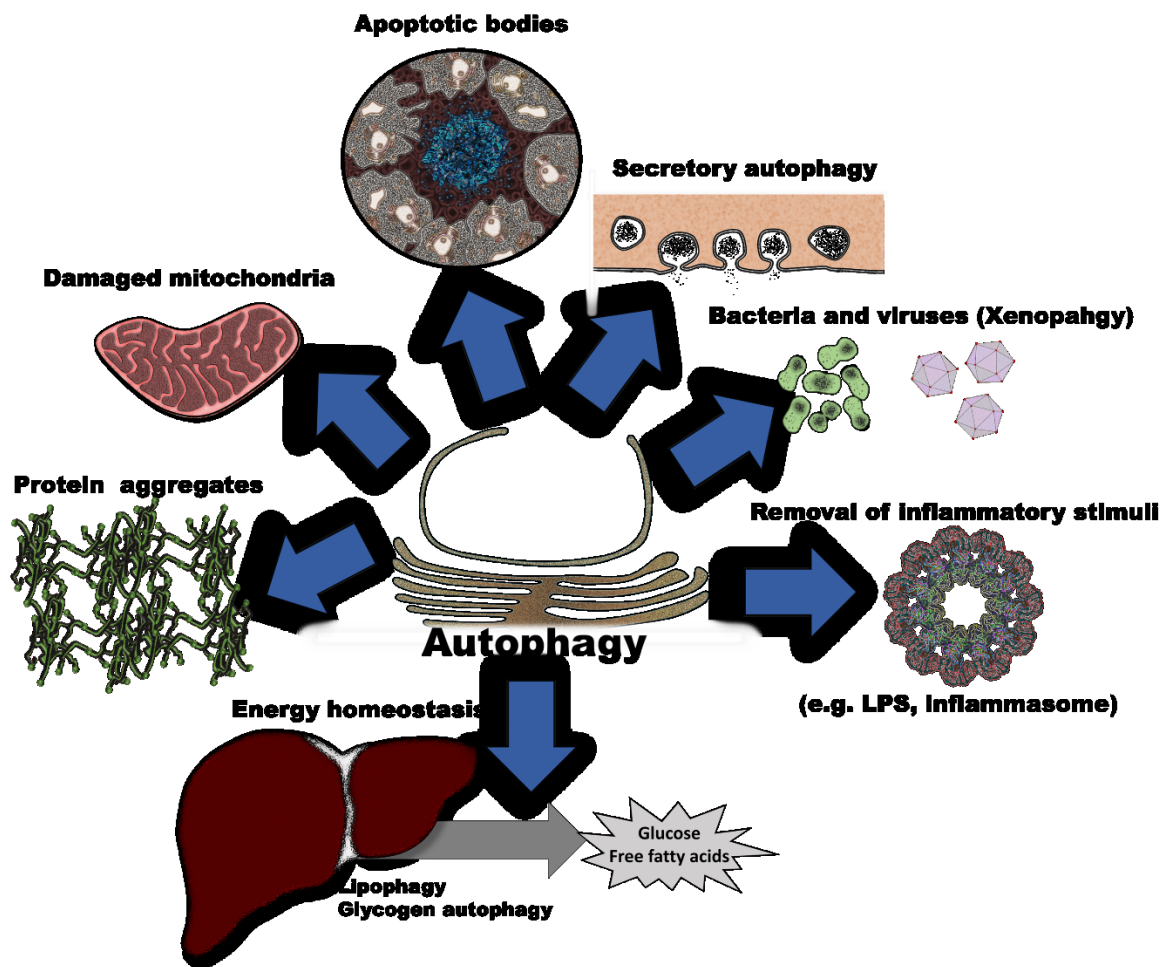 Apoptotic bodies
Secretory autophagy
Damaged mitochondria
Bacteria and viruses (Xenopahgy)
Protein aggregates
Removal of inflammatory stimuli
(e.g. LPS, Inflammasome)
Autophagy
Energy homeostasis
Glucose
Free fatty acids
Lipophagy
Glycogen autophagy